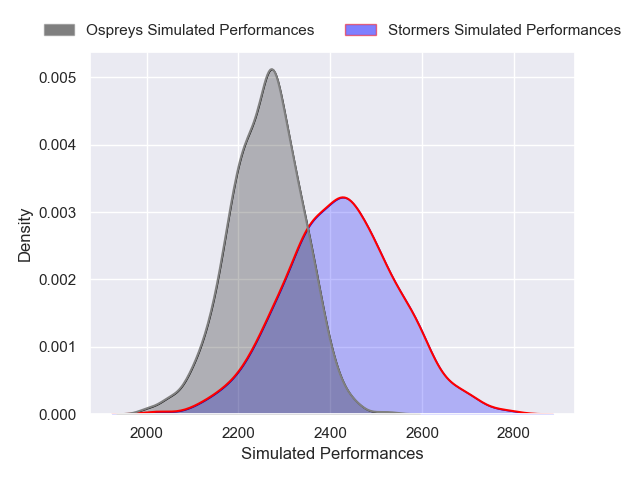 Ospreys Simulated Performances
Stormers Simulated Performances
0.005
0.004
0.003
0.002
0.001
0.000
Density
2000
2200
2400
2600
2800
Simulated Performances